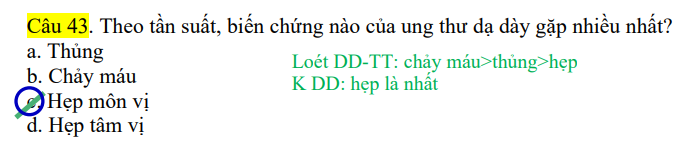 Câu 43. Theo tần suất, biến chứng nào của ung thư dạ dày gặp nhiều nhất?
a. Thủng
b. Chảy máu
c. Hẹp môn vị
d. Hẹp tâm vị
Loét DD-TT: chảy máu>thủng>hẹp
K DD: hẹp là nhất